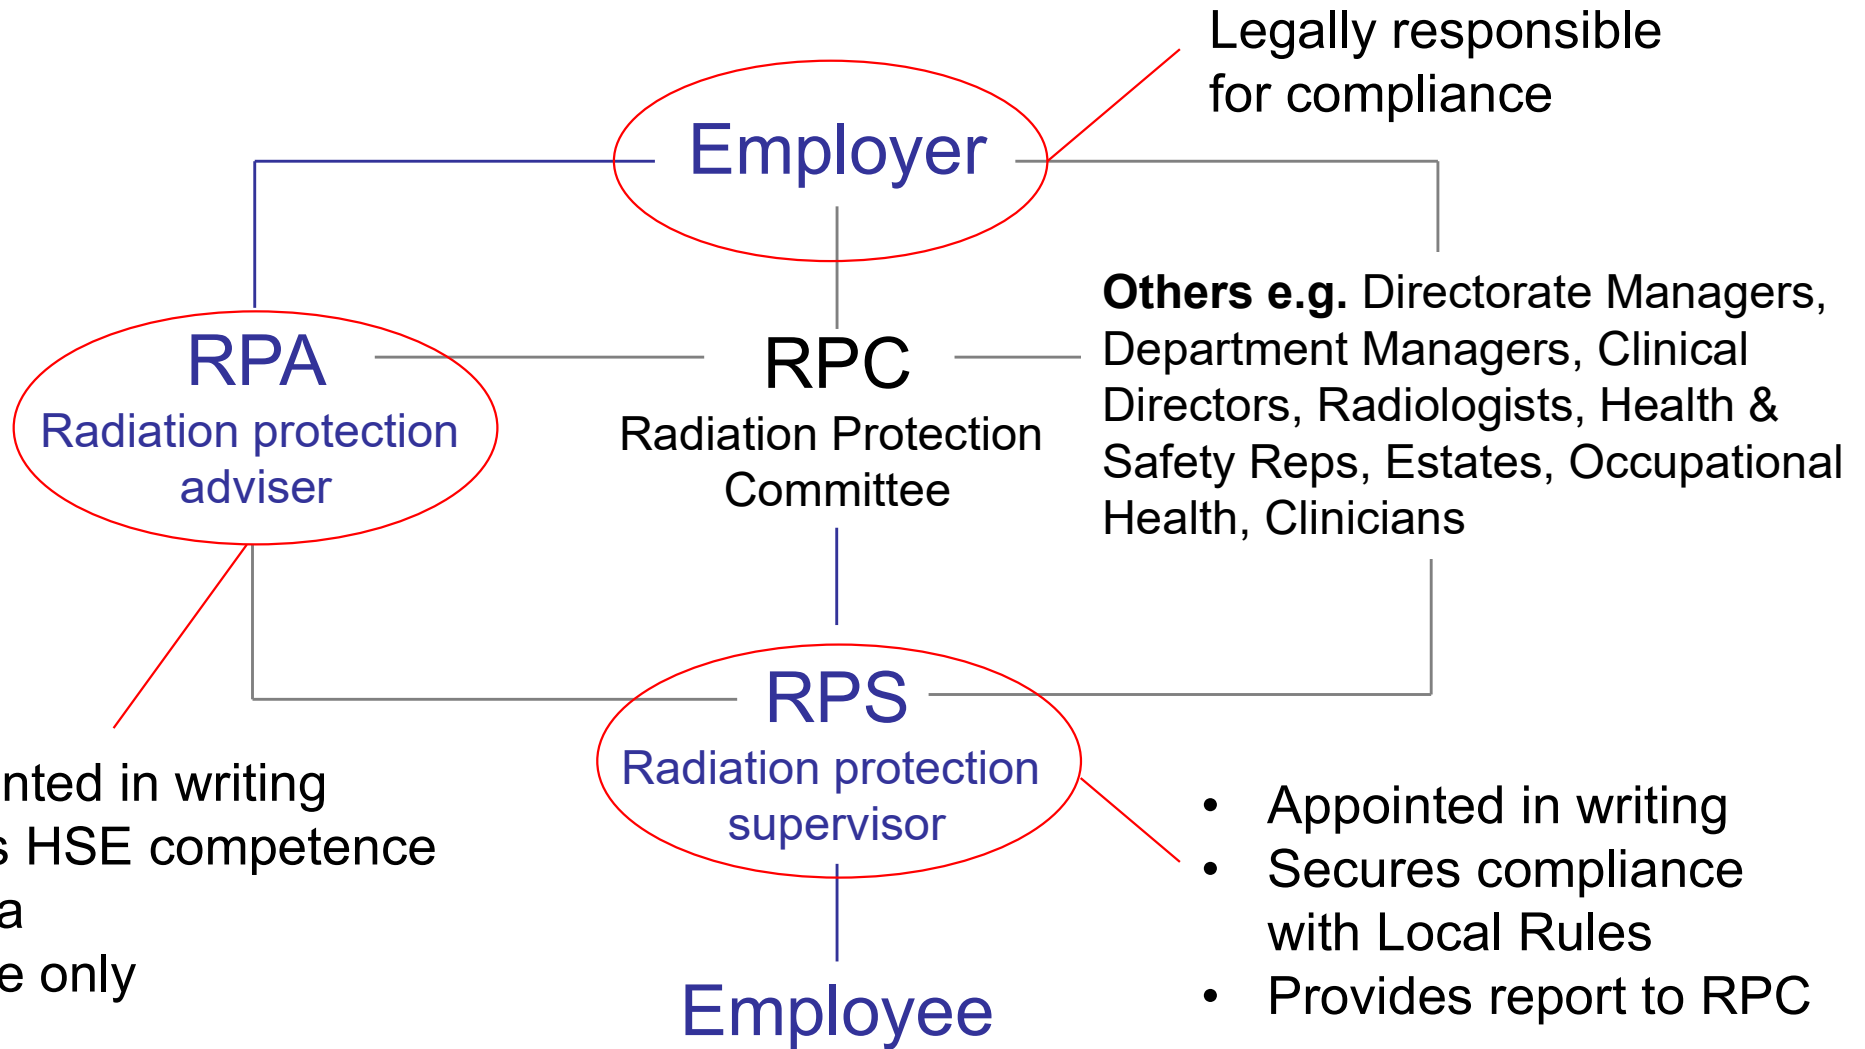 Legally responsible
for compliance
Employer
RPA
Radiation protection
adviser
RPC
Radiation Protection
Committee
Others e.g. Directorate Managers,
Department Managers, Clinical
Directors, Radiologists, Health &
Safety Reps, Estates, Occupational
Health, Clinicians
RPS
Radiation protection
supervisor
in writing
HSE competence
only
• Appointed in writing
• Secures compliance
with Local Rules
• Provides report to RPC
Employee